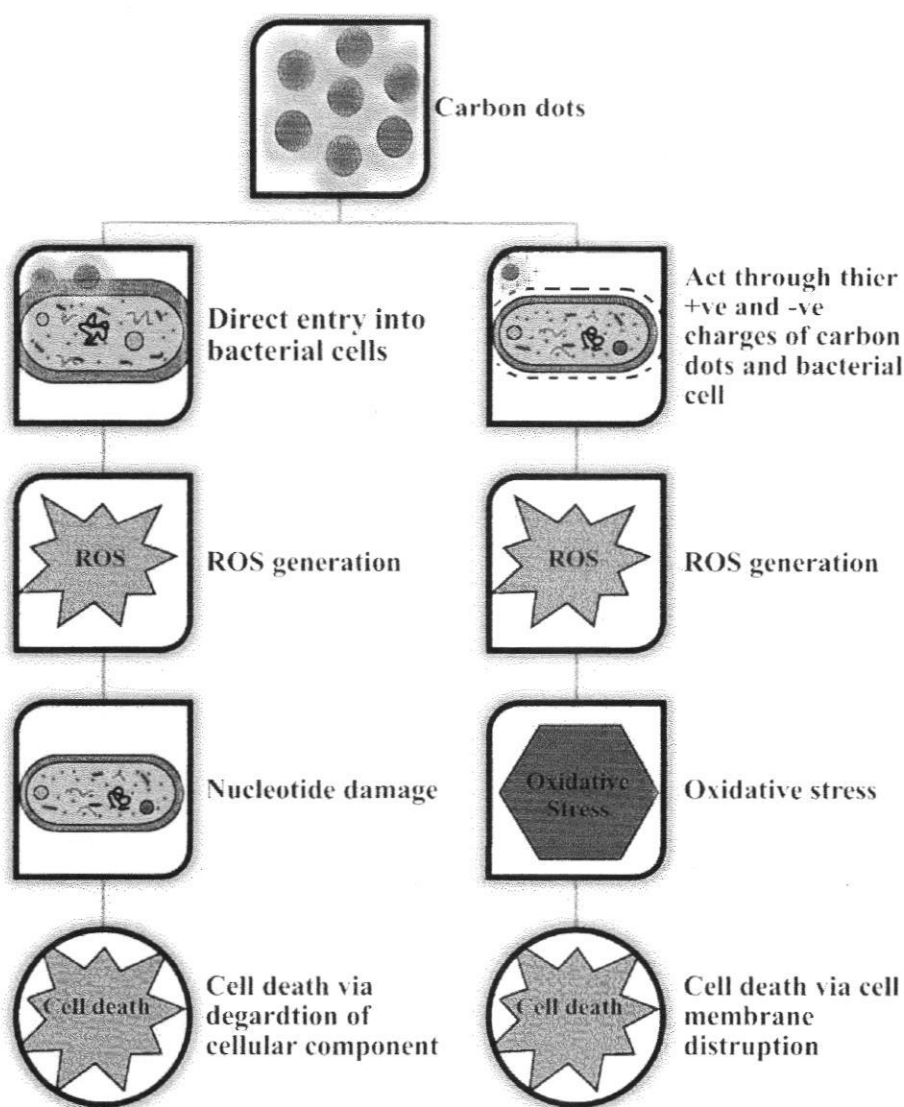 Carbon dots
Direct entry into
bacterial cells
Act through thier
+ve and -ve
charges of carbon
dots and bacterial
cell
ROS
ROS generation
ROS
ROS generation
Nucleotide damage
Oxidative
Stress
Oxidative stress
Cell death
Cell death via
degardtion of
cellular component
Cell death
Cell death via cell
membrane
distruption